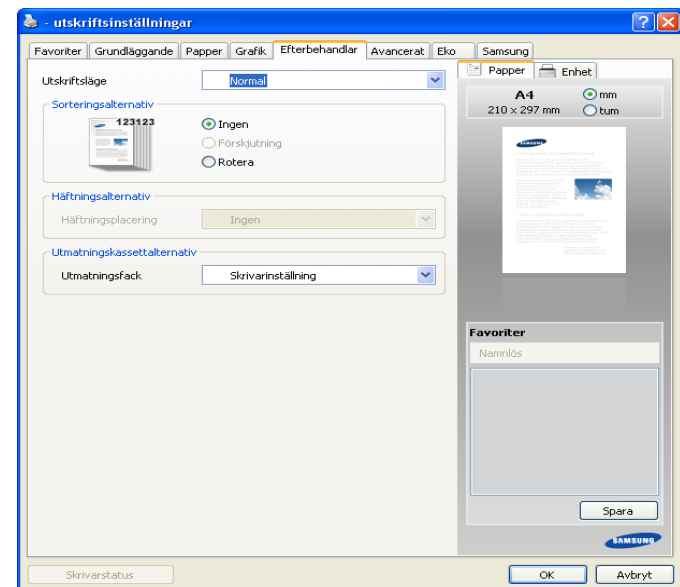 - utskriftsinställningar
Favoriter Grundläggande Papper Grafik Efterbehandlar Avancerat Eko Samsung
Utskriftsläge Normal
Sorteringsalternativ
123123
Ingen
Förskjutning
Rotera
Häftningsalternativ
Häftningsplacering Ingen
Utmatningskassettalternativ
Utmatningsfack Skrivarinställning
Papper Enhet
A4 mm
210 x 297 mm tum
SAMSUNG
Favoriter
Namnlös
Spara
SAMSUNG
Skrivarstatus OK Avbryt